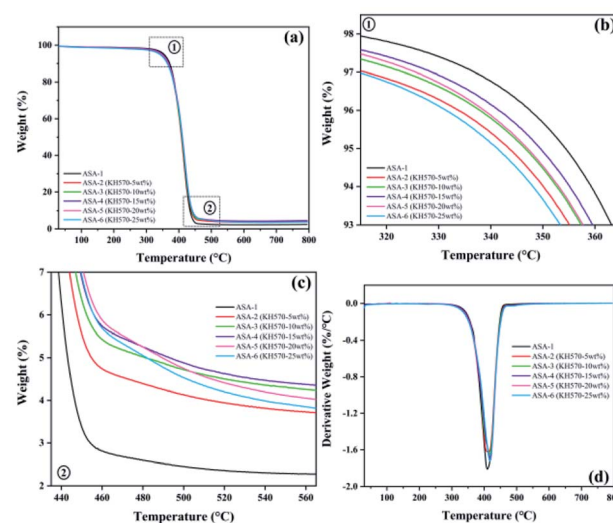 (a)
100
80
60
40
20
0
Weight (%)
①
②
ASA-1
ASA-2 (KH570-5wt%)
ASA-3 (KH570-10wt%)
ASA-4 (KH570-15wt%)
ASA-5 (KH570-20wt%)
ASA-6 (KH570-25wt%)
100 200 300 400 500 600 700 800
Temperature (°C)
① (b)
98
97
96
95
94
93
Weight (%)
ASA-1
ASA-2 (KH570-5wt%)
ASA-3 (KH570-10wt%)
ASA-4 (KH570-15wt%)
ASA-5 (KH570-20wt%)
ASA-6 (KH570-25wt%)
320 330 340 350 360
Temperature (°C)
(c)
7
6
5
4
3
2
Weight (%)
ASA-1
ASA-2 (KH570-5wt%)
ASA-3 (KH570-10wt%)
ASA-4 (KH570-15wt%)
ASA-5 (KH570-20wt%)
ASA-6 (KH570-25wt%)
②
440 460 480 500 520 540 560
Temperature (°C)
0.0
-0.4
-0.8
-1.2
-1.6
-2.0
Derivative Weight (%/°C)
ASA-1
ASA-2 (KH570-5wt%)
ASA-3 (KH570-10wt%)
ASA-4 (KH570-15wt%)
ASA-5 (KH570-20wt%)
ASA-6 (KH570-25wt%)
(d)
100 200 300 400 500 600 700 800
Temperature (°C)